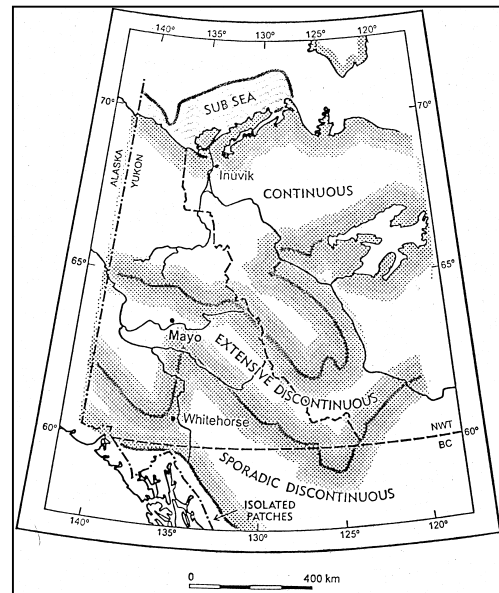 140° 135° 130° 125° 120°
70° 70°
SUB SEA
Inuvik
ALASKA
YUKON
CONTINUOUS
65° 65°
Mayo
EXTENSIVE DISCONTINUOUS
Whitehorse
60° 60°
NWT
BC
SPORADIC DISCONTINUOUS
ISOLATED
PATCHES
140° 135° 130° 125° 120°
0 400 km